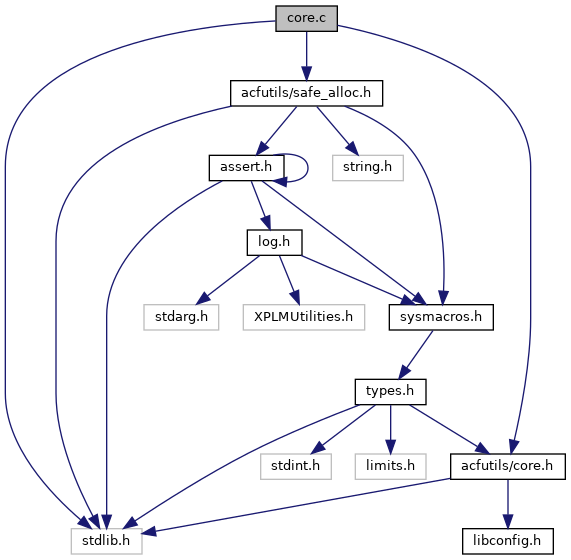 core.c
acfutils/safe_alloc.h
assert.h
string.h
log.h
stdarg.h
XPLMUtilities.h
sysmacros.h
types.h
stdint.h
limits.h
acfutils/core.h
stdlib.h
libconfig.h